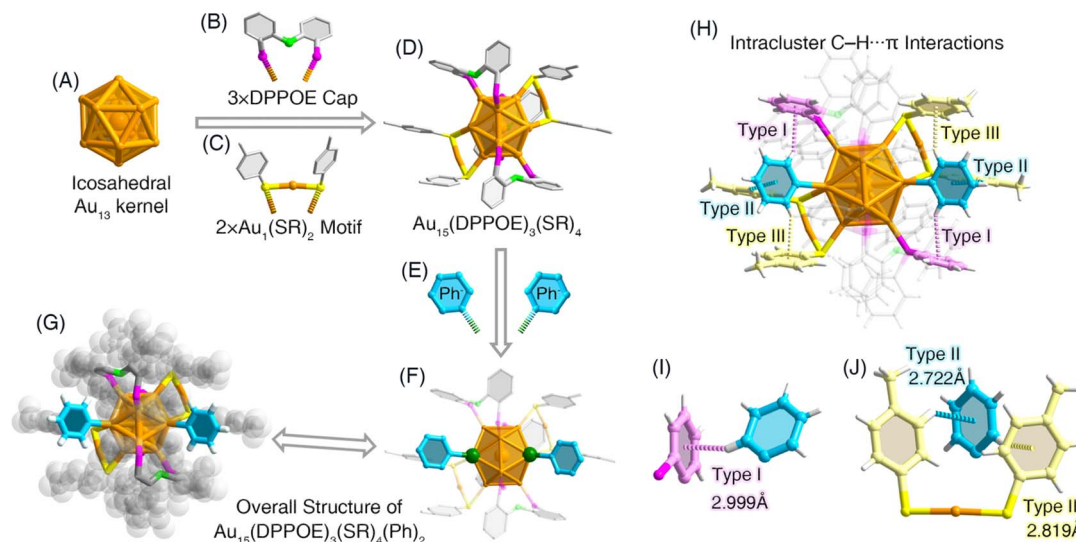 (A)
Icosahedral
Au13 kernel
(B)
3×DPPOE Cap
(C)
2×Au1(SR)2 Motif
(D)
Au15(DPPOE)3(SR)4
(E)
Ph-
Ph-
(F)
(G)
Overall Structure of
Au15(DPPOE)3(SR)4(Ph)2
(H)
Intracluster C–H···π Interactions
Type I
Type III
Type II
Type II
Type III
Type I
(I)
Type I
2.999Å
(J)
Type II
2.722Å
Type II
2.819Å